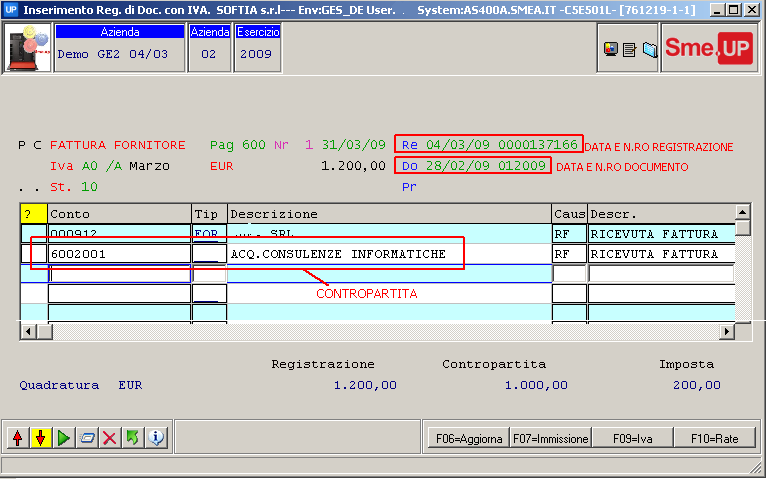 UP Inserimento Reg. di Doc. con IVA. SOFTIA s.r.l--- Env:GES_DE User. . System:AS400A.SMEA.IT -C5E501L- [761219-1-1]
Azienda Azienda Esercizio
Demo GE2 04/03 02 2009
Sme.UP
P C FATTURA FORNITORE Pag 600 Nr 1 31/03/09 Re 04/03/09 0000137166 DATA E N.RO REGISTRAZIONE
Iva A0 /A Marzo EUR 1.200,00 Do 28/02/09 012009 DATA E N.RO DOCUMENTO
. . St. 10 Pr
? Conto Tip Descrizione Caus Descr.
000912 FOR SRL RF RICEVUTA FATTURA
6002001 ACQ.CONSULENZE INFORMATICHE RF RICEVUTA FATTURA
CONTROPARTITA
Registrazione Contropartita Imposta
Quadratura EUR 1.200,00 1.000,00 200,00
F06=Aggiorna F07=Immissione F09=Iva F10=Rate